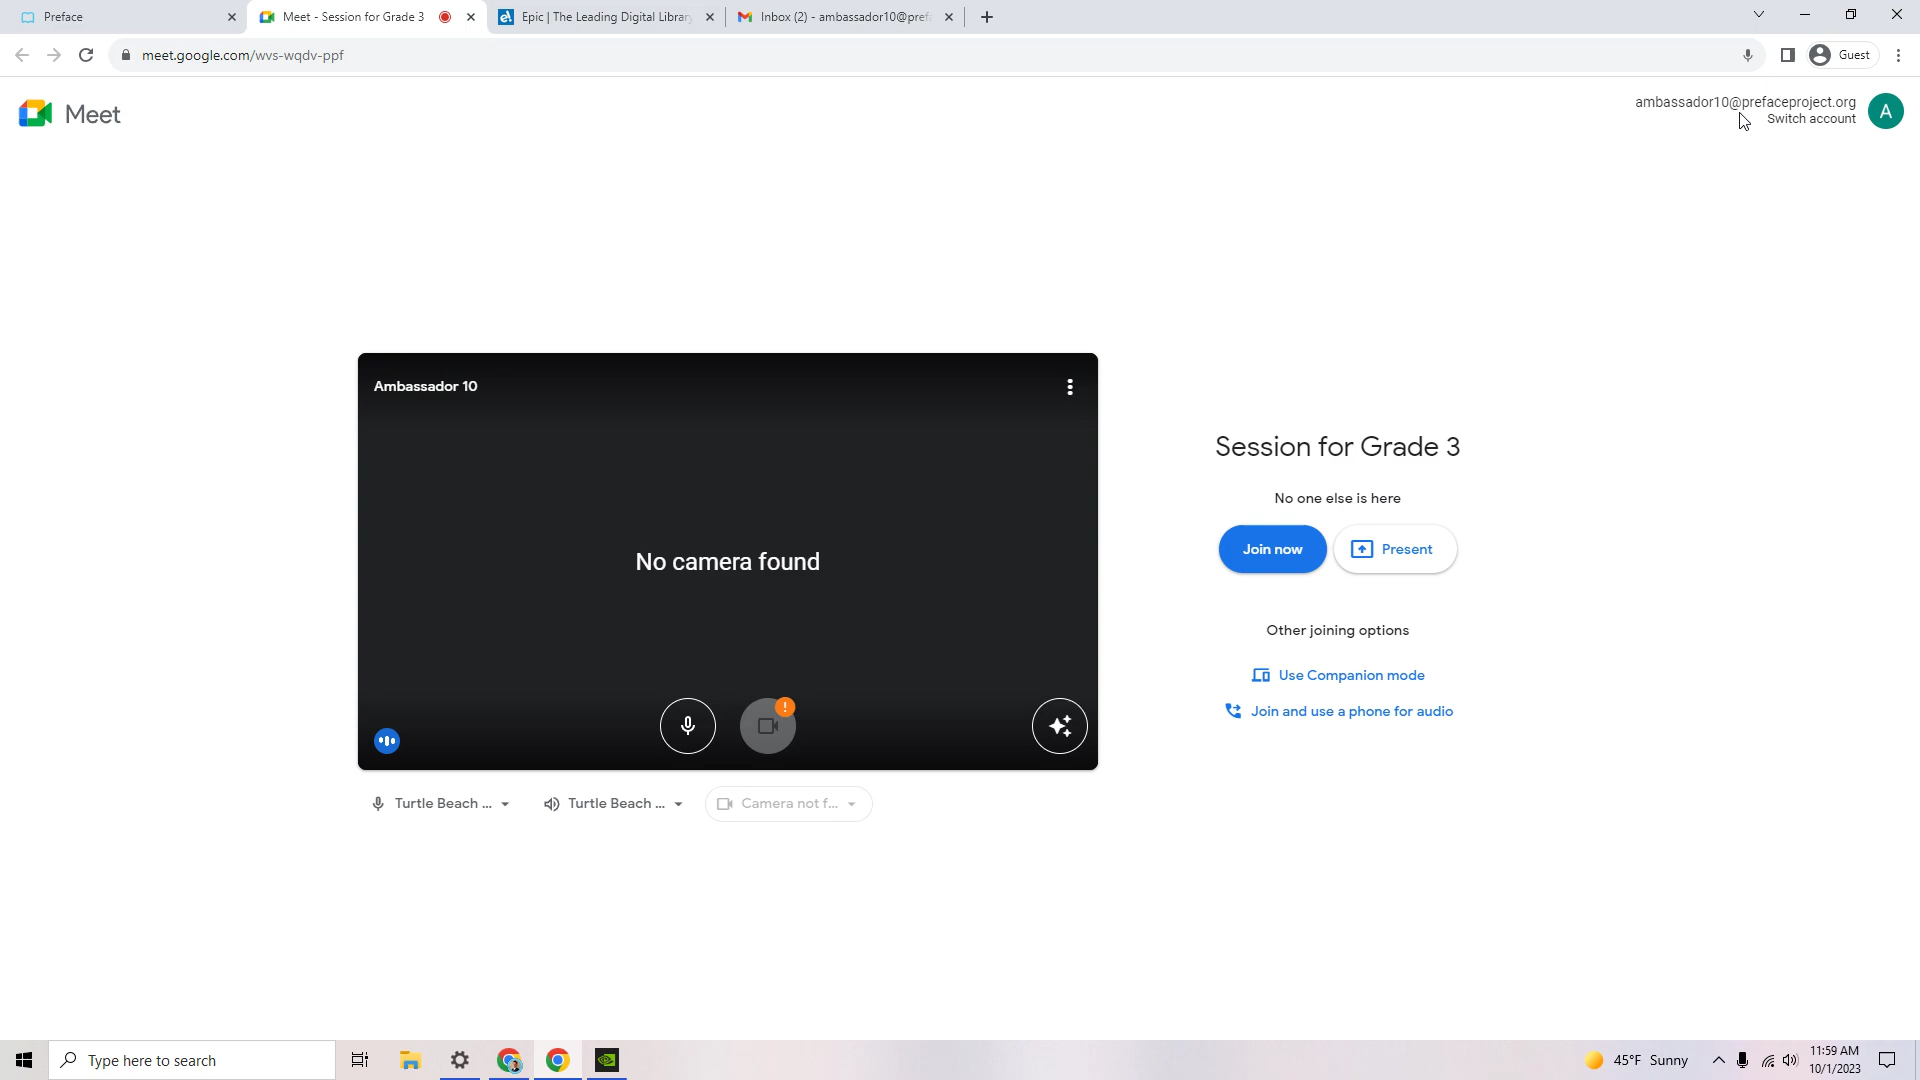 Preface
Meet - Session for Grade 3
Epic | The Leading Digital Library
Inbox (2) - ambassador10@prefa
meet.google.com/wvs-wqdv-ppf
Guest
Meet
ambassador10@prefaceproject.org
Switch account
A
Ambassador 10
No camera found
Session for Grade 3
No one else is here
Join now
Present
Other joining options
Use Companion mode
Join and use a phone for audio
Turtle Beach ...
Turtle Beach ...
Camera not f...
Type here to search
45°F Sunny
11:59 AM
10/1/2023